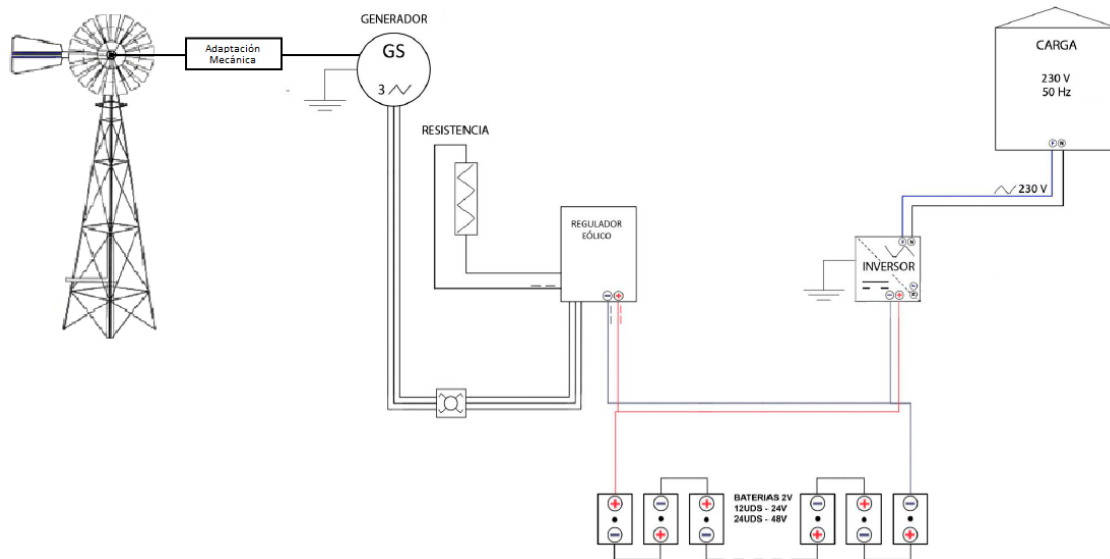 GENERADOR
GS
3
Adaptación
Mecánica
RESISTENCIA
REGULADOR
EÓLICO
CARGA
230 V
50 Hz
F N
230 V
F N
INVERSOR
BATERIAS 2V
12UDS - 24V
24UDS - 48V